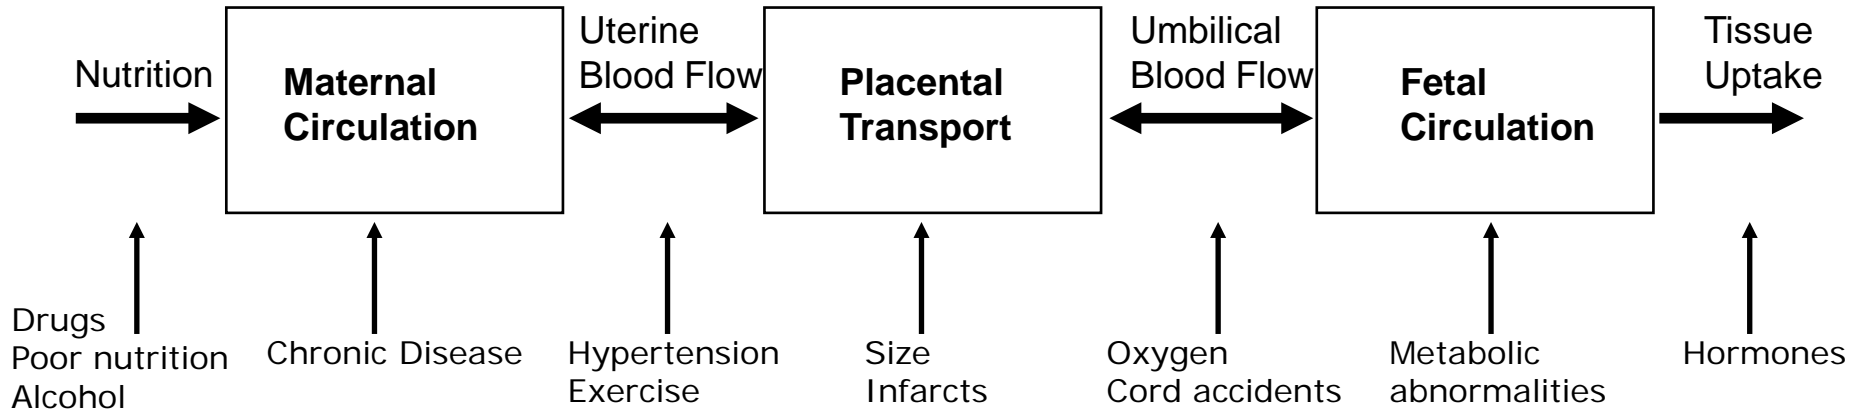 Nutrition
Maternal
Circulation
Uterine
Blood Flow
Placental
Transport
Umbilical
Blood Flow
Fetal
Circulation
Tissue
Uptake
Drugs
Poor nutrition
Alcohol
Chronic Disease
Hypertension
Exercise
Size
Infarcts
Oxygen
Cord accidents
Metabolic
abnormalities
Hormones